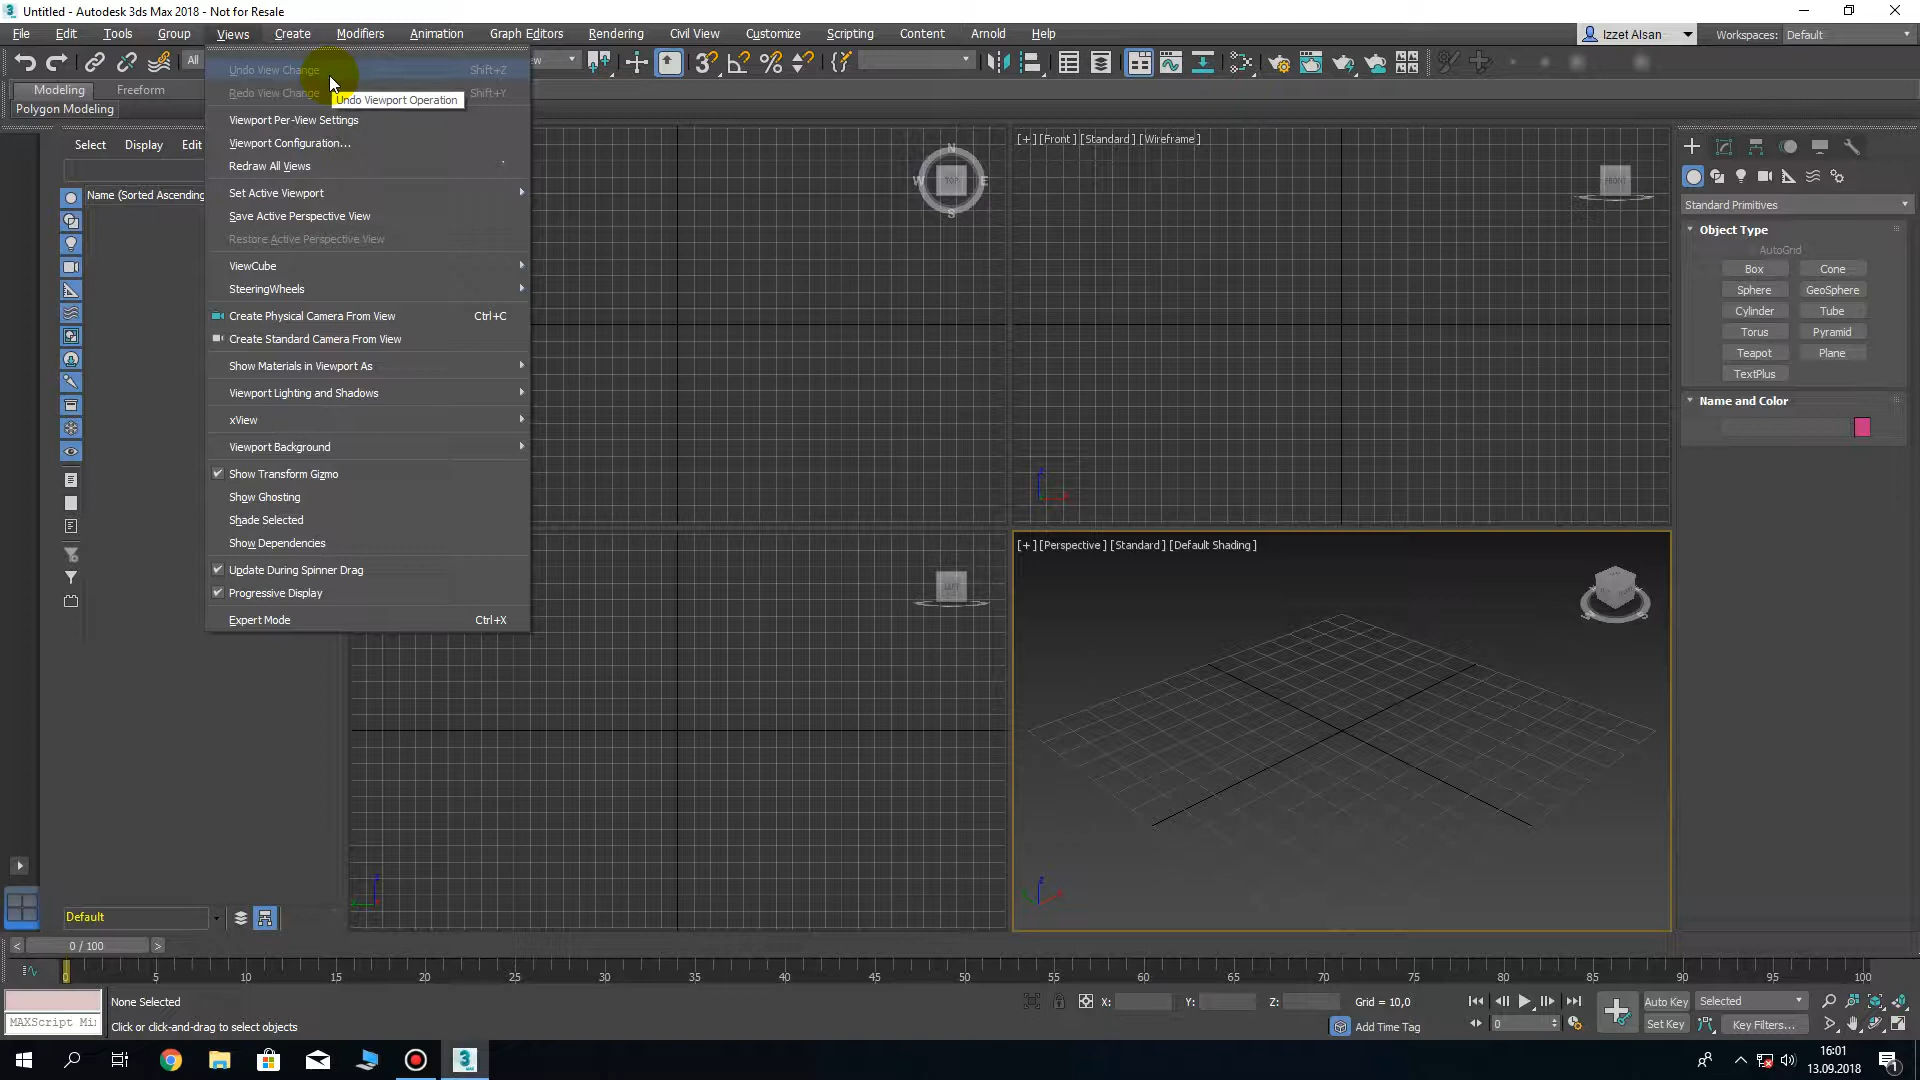 Untitled - Autodesk 3ds Max 2018 - Not for Resale
File Edit Tools Group Views Create Modifiers Animation Graph Editors Rendering Civil View Customize Scripting Content Arnold Help
Izzet Alsan Workspaces: Default
All
Modeling Freeform
Polygon Modeling
Select Display Edit
Name (Sorted Ascending
Undo View Change Shift+Z
Redo View Change Shift+Y
Undo Viewport Operation
Viewport Per-View Settings
Viewport Configuration...
Redraw All Views `
Set Active Viewport
Save Active Perspective View
Restore Active Perspective View
ViewCube
SteeringWheels
Create Physical Camera From View Ctrl+C
Create Standard Camera From View
Show Materials in Viewport As
Viewport Lighting and Shadows
xView
Viewport Background
Show Transform Gizmo
Show Ghosting
Shade Selected
Show Dependencies
Update During Spinner Drag
Progressive Display
Expert Mode Ctrl+X
N
W TOP E
S
[+] [Front ] [Standard ] [Wireframe ]
FRONT
LEFT
[+] [Perspective ] [Standard ] [Default Shading ]
Standard Primitives
Object Type
AutoGrid
Box Cone
Sphere GeoSphere
Cylinder Tube
Torus Pyramid
Teapot Plane
TextPlus
Name and Color
Default
< 0 / 100 >
0 5 10 15 20 25 30 35 40 45 50 55 60 65 70 75 80 85 90 95 100
None Selected
MAXScript Mi
Click or click-and-drag to select objects
X: Y: Z: Grid = 10,0
Add Time Tag
0
Auto Key Selected
Set Key Key Filters...
16:01
13.09.2018
1